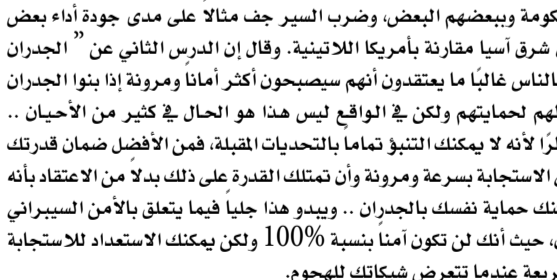 كومة وببعضهم البعض، وضرب السير جف مثالا على مدى جودة أداء بعض
شرق آسيا مقارنة بأمريكا اللاتينية. وقال إن الدرس الثاني عن ” الجدران
الناس غالبًا ما يعتقدون أنهم سيصبحون أكثر أمانا ومرونة إذا بنوا الجدران
لهم لحمايتهم ولكن في الواقع ليس هذا هو الحال في كثير من الأحيان ..
لأنه لا يمكنك التنبؤ تماما بالتحديات المقبلة، فمن الأفضل ضمان قدرتك
الاستجابة بسرعة ومرونة وأن تمتلك القدرة على ذلك بدلا من الاعتقاد بأنه
حماية نفسك بالجدران .. ويبدو هذا جليا فيما يتعلق بالأمن السيبراني
، حيث أنك لن تكون آمنا بنسبة 100% ولكن يمكنك الاستعداد للاستجابة
عندما تتعرض شبكاتك للهجوم.